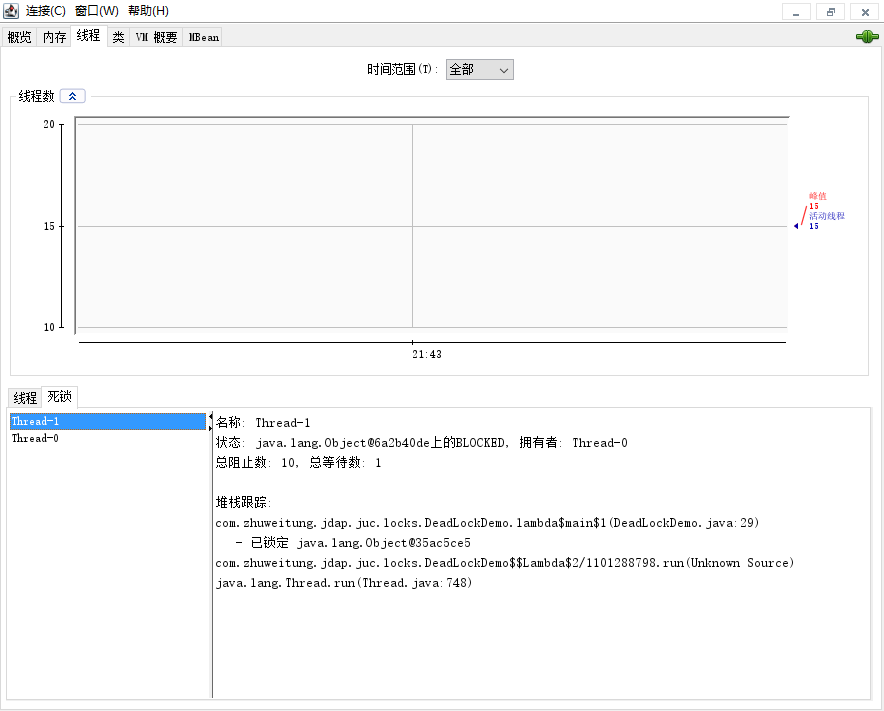 连接(C) 窗口(W) 帮助(H)
概览 内存 线程 类 VM 概要 MBean
时间范围(T): 全部
线程数
20
峰值
15
活动线程
15
15
10
21:43
线程 死锁
Thread-1
Thread-0
名称: Thread-1
状态: java.lang.Object@6a2b40de上的BLOCKED, 拥有者: Thread-0
总阻止数: 10, 总等待数: 1
堆栈跟踪:
com.zhuweitung.jdap.juc.locks.DeadLockDemo.lambda$main$1(DeadLockDemo.java:29)
- 已锁定 java.lang.Object@35ac5ce5
com.zhuweitung.jdap.juc.locks.DeadLockDemo$$Lambda$2/1101288798.run(Unknown Source)
java.lang.Thread.run(Thread.java:748)